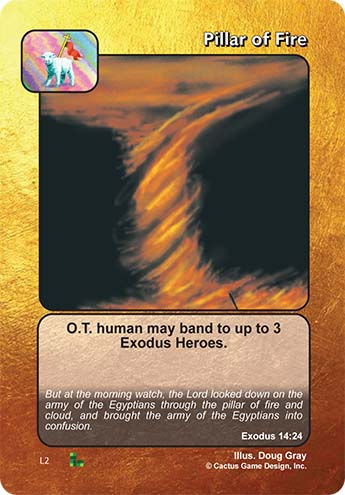 Pillar of Fire
O.T. human may band to up to 3
Exodus Heroes.
But at the morning watch, the Lord looked down on the
army of the Egyptians through the pillar of fire and
cloud, and brought the army of the Egyptians into
confusion.
Exodus 14:24
L2
Illus. Doug Gray
© Cactus Game Design, Inc.